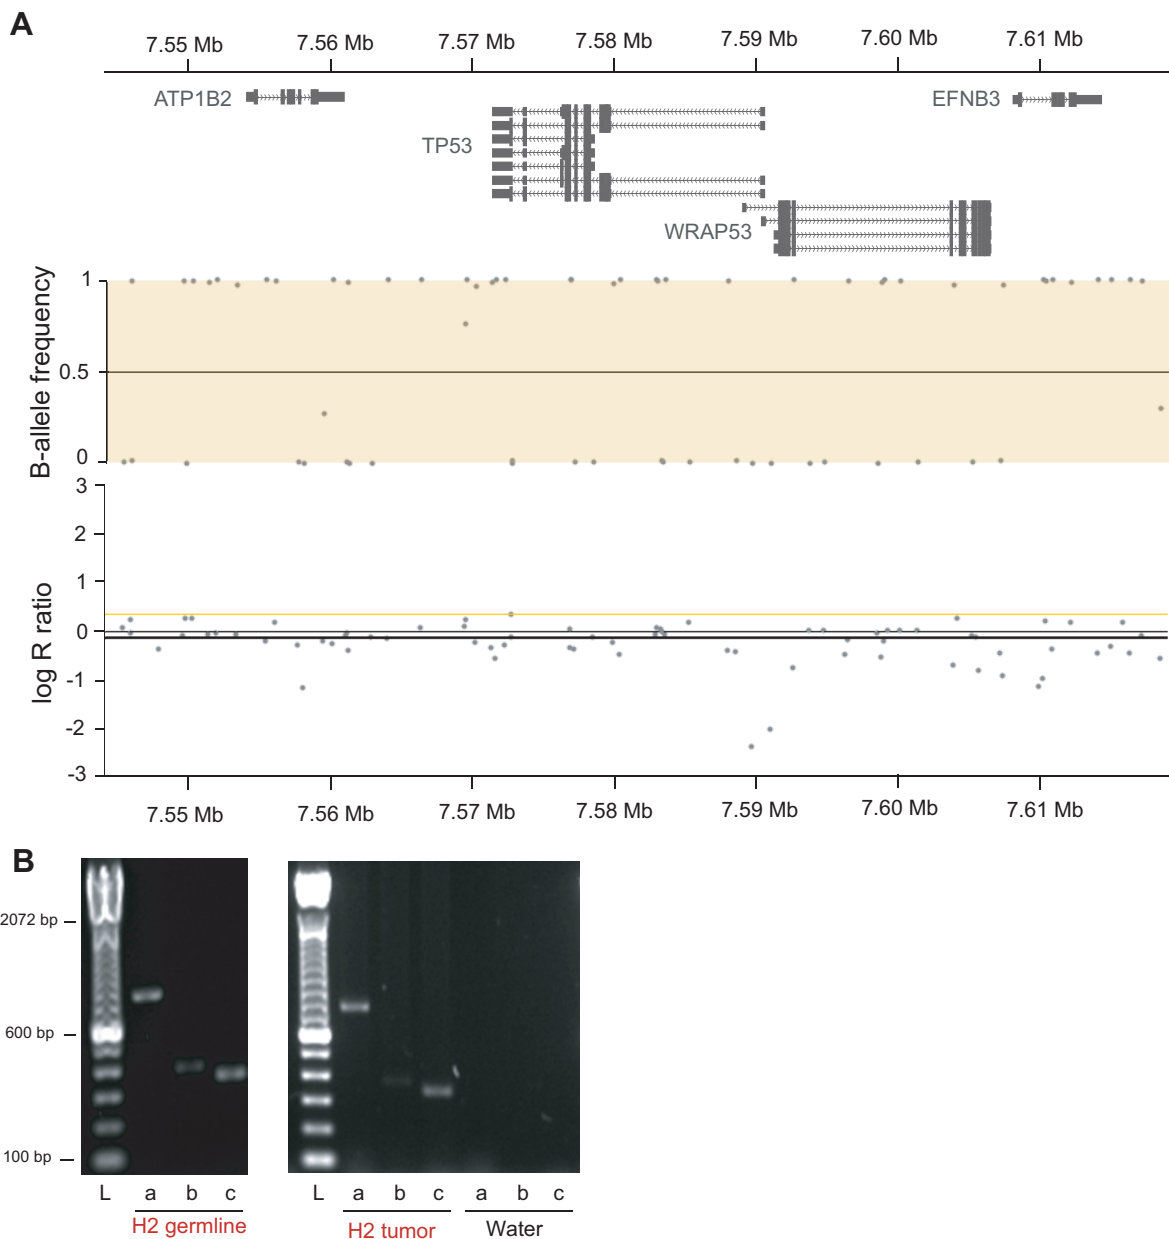 A
7.55 Mb 7.56 Mb 7.57 Mb 7.58 Mb 7.59 Mb 7.60 Mb 7.61 Mb
ATP1B2
EFNB3
TP53
WRAP53
B-allele frequency
1
0.5
0
log R ratio
3
2
1
0
-1
-2
-3
7.55 Mb 7.56 Mb 7.57 Mb 7.58 Mb 7.59 Mb 7.60 Mb 7.61 Mb
B
2072 bp
600 bp
100 bp
L a b c L a b c a b c
H2 germline H2 tumor Water